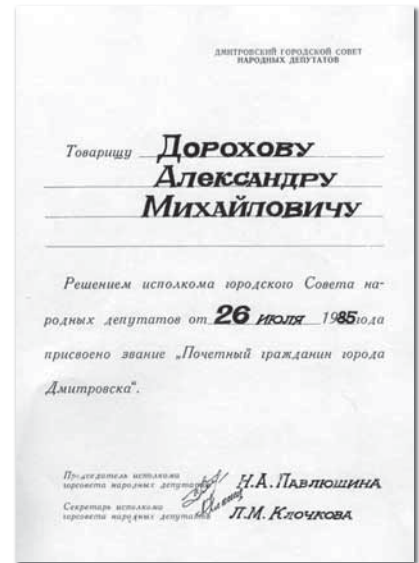 ДМИТРОВСКИЙ ГОРОДСКОЙ СОВЕТ
НАРОДНЫХ ДЕПУТАТОВ
Товарищу ДОРОХОВУ
АЛЕКСАНДРУ
МИХАЙЛОВИЧУ
Решением исполкома городского Совета на-
родных депутатов от 26 ИЮЛЯ 1985 года
присвоено звание „Почетный гражданин города
Дмитровска“.
Председатель исполкома
горсовета народных депутатов Н.А. ПАВЛЮШИНА
Секретарь исполкома
горсовета народных депутатов Л.М. КЛОЧКОВА